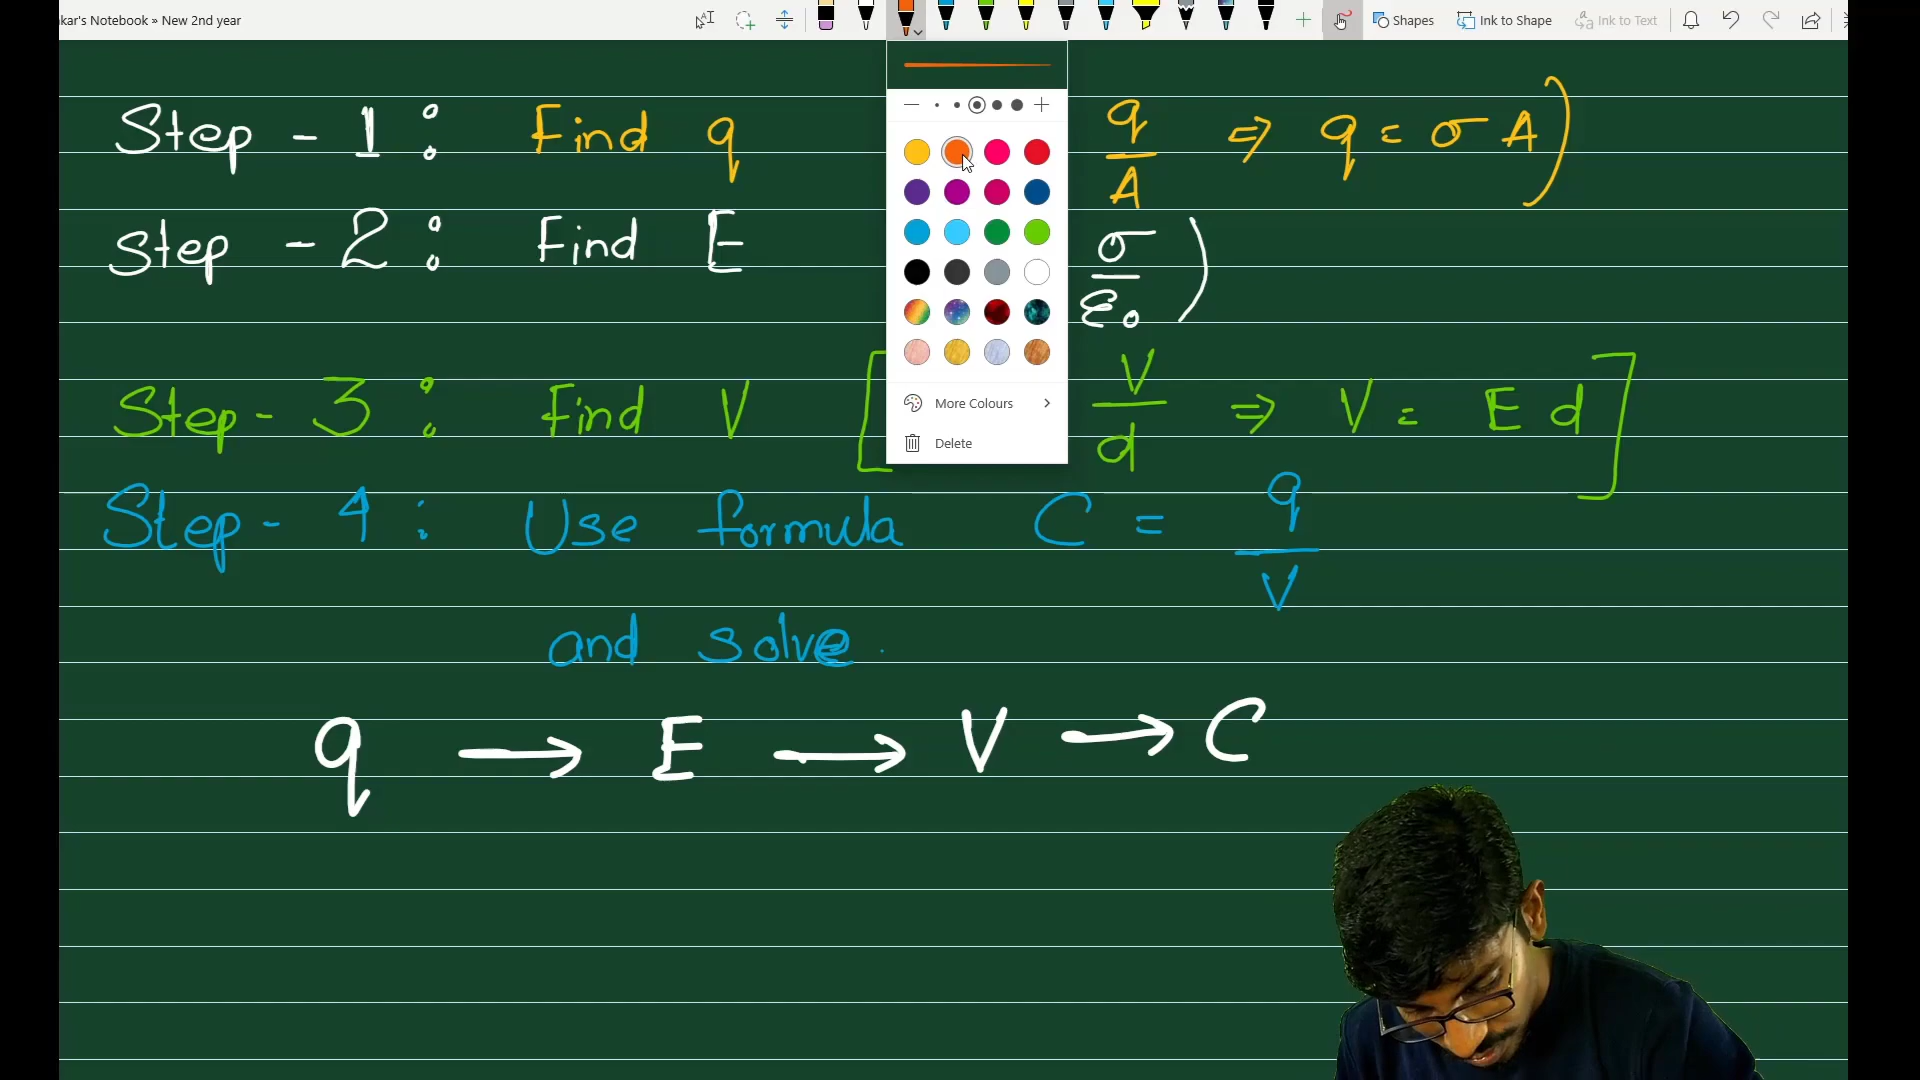 kar's Notebook » New 2nd year
Shapes Ink to Shape Ink to Text
Step - 1 : Find q q/A ⇒ q = σ A)
Step - 2 : Find E σ/ε₀ )
Step - 3 : Find V [ V/d ⇒ V = E d ]
More Colours
Delete
Step - 4 : Use formula C = q/V
and solve.
q → E → V → C